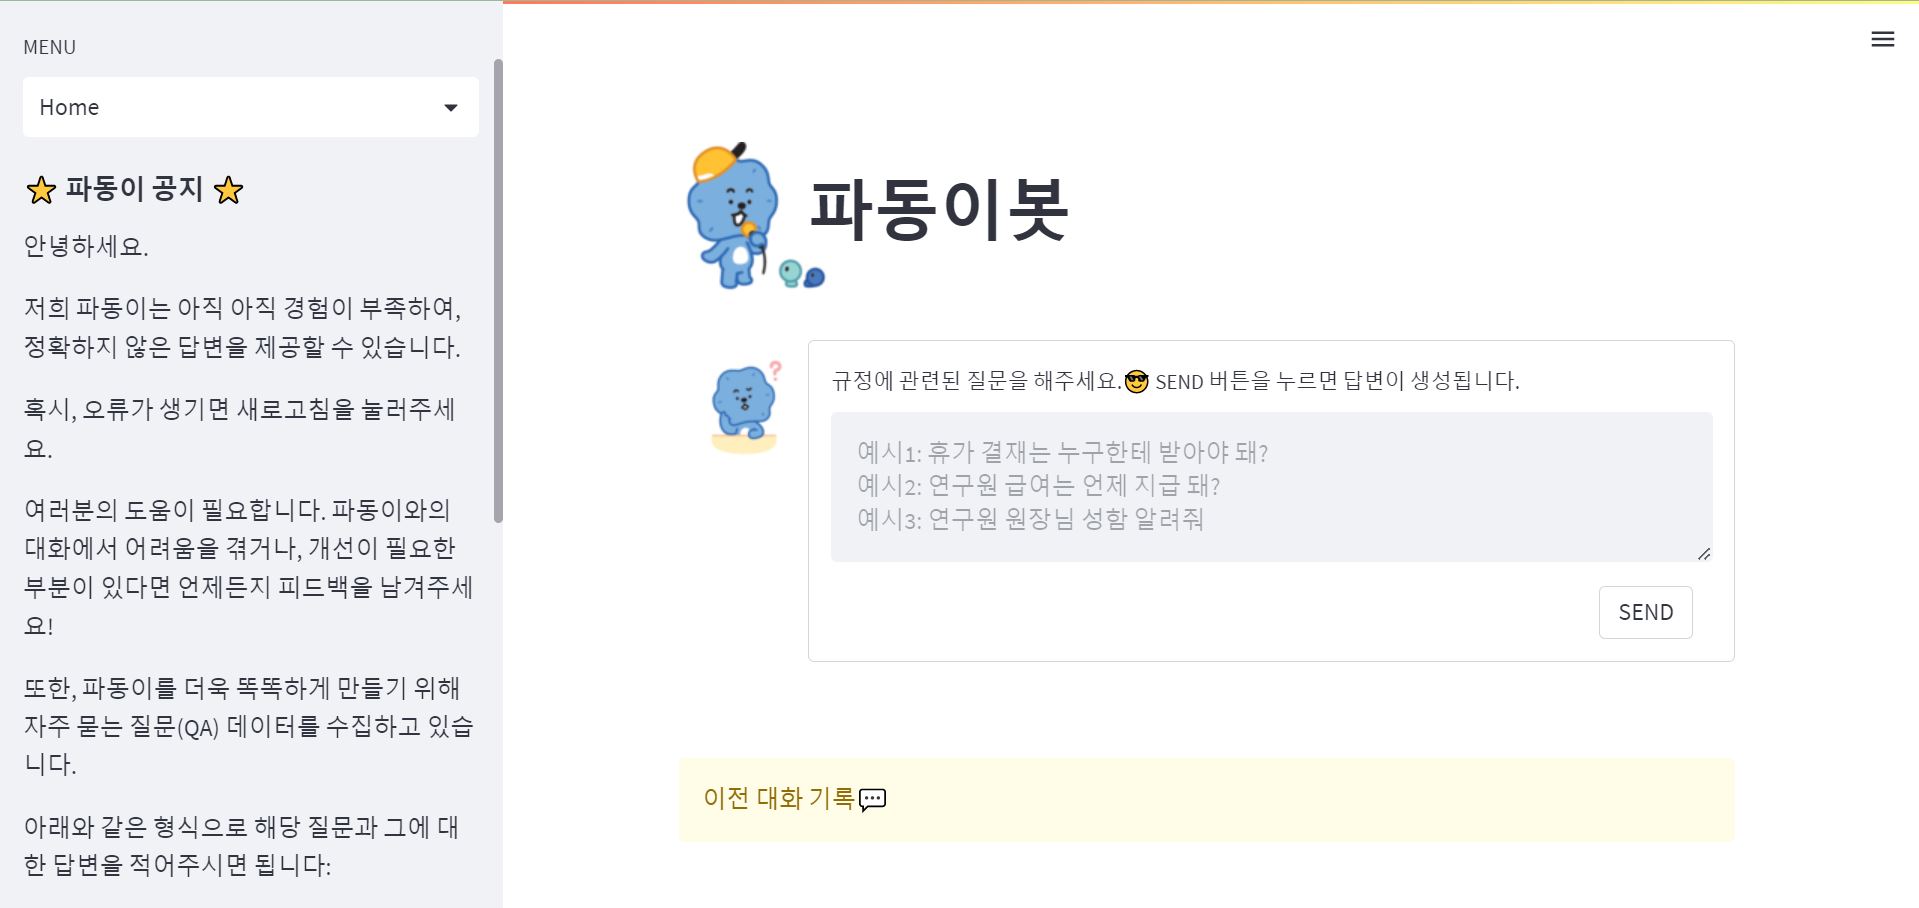 MENU
Home
파동이 공지
안녕하세요.
저희 파동이는 아직 아직 경험이 부족하여,
정확하지 않은 답변을 제공할 수 있습니다.
혹시, 오류가 생기면 새로고침을 눌러주세
요.
여러분의 도움이 필요합니다. 파동이와의
대화에서 어려움을 겪거나, 개선이 필요한
부분이 있다면 언제든지 피드백을 남겨주세
요!
또한, 파동이를 더욱 똑똑하게 만들기 위해
자주 묻는 질문(QA) 데이터를 수집하고 있습
니다.
아래와 같은 형식으로 해당 질문과 그에 대
한 답변을 적어주시면 됩니다:
파동이봇
?
규정에 관련된 질문을 해주세요.😎 SEND 버튼을 누르면 답변이 생성됩니다.
예시1: 휴가 결재는 누구한테 받아야 돼?
예시2: 연구원 급여는 언제 지급 돼?
예시3: 연구원 원장님 성함 알려줘
SEND
이전 대화 기록💬